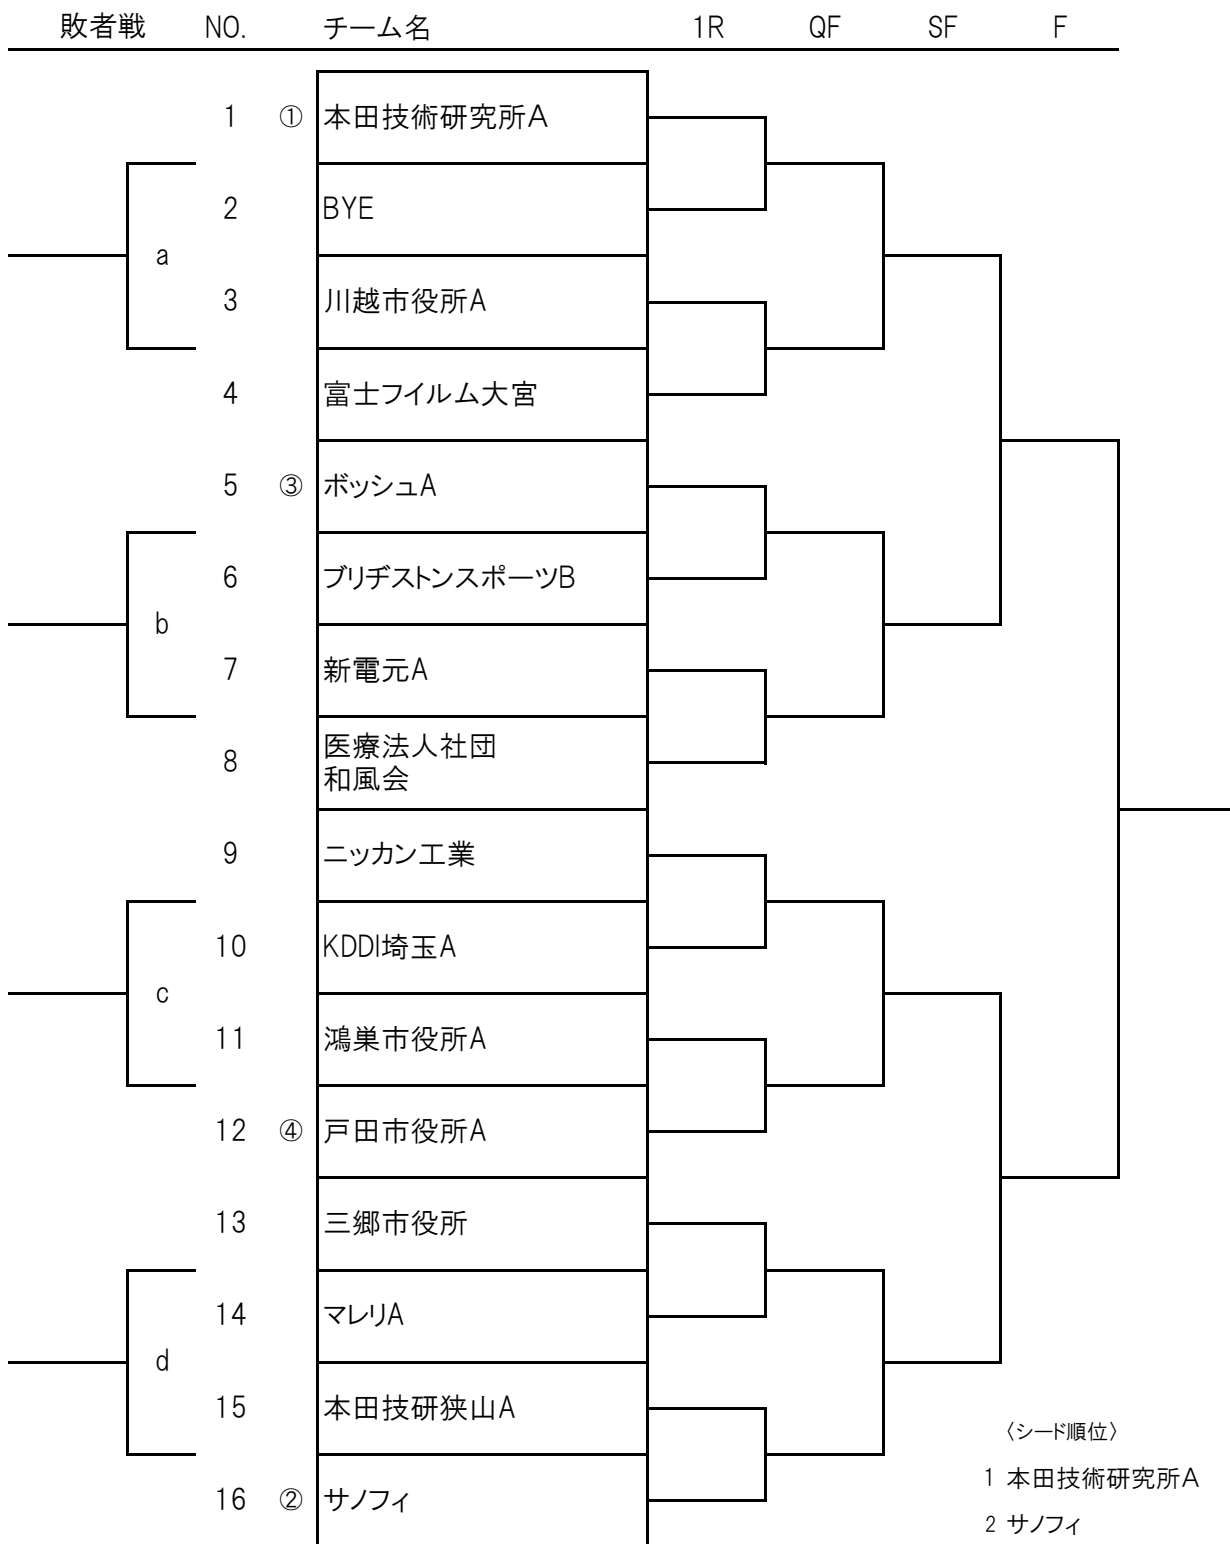 敗者戦 NO. チーム名 1R QF SF F
1 ① 本田技術研究所A
2 BYE
a
3 川越市役所A
4 富士フイルム大宮
5 ③ ボッシュA
6 ブリヂストンスポーツB
b
7 新電元A
8 医療法人社団
和風会
9 ニッカン工業
10 KDDI埼玉A
c
11 鴻巣市役所A
12 ④ 戸田市役所A
13 三郷市役所
14 マレリA
d
15 本田技研狭山A
16 ② サノフィ
〈シード順位〉
1 本田技術研究所A
2 サノフィ